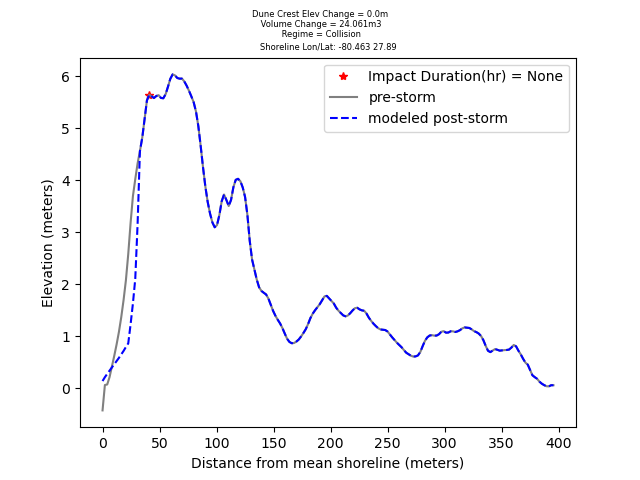 Dune Crest Elev Change = 0.0m
Volume Change = 24.061m3
Regime = Collision
Shoreline Lon/Lat: -80.463 27.89
Impact Duration(hr) = None
pre-storm
modeled post-storm
Elevation (meters)
6
5
4
3
2
1
0
0
50
100
150
200
250
300
350
400
Distance from mean shoreline (meters)